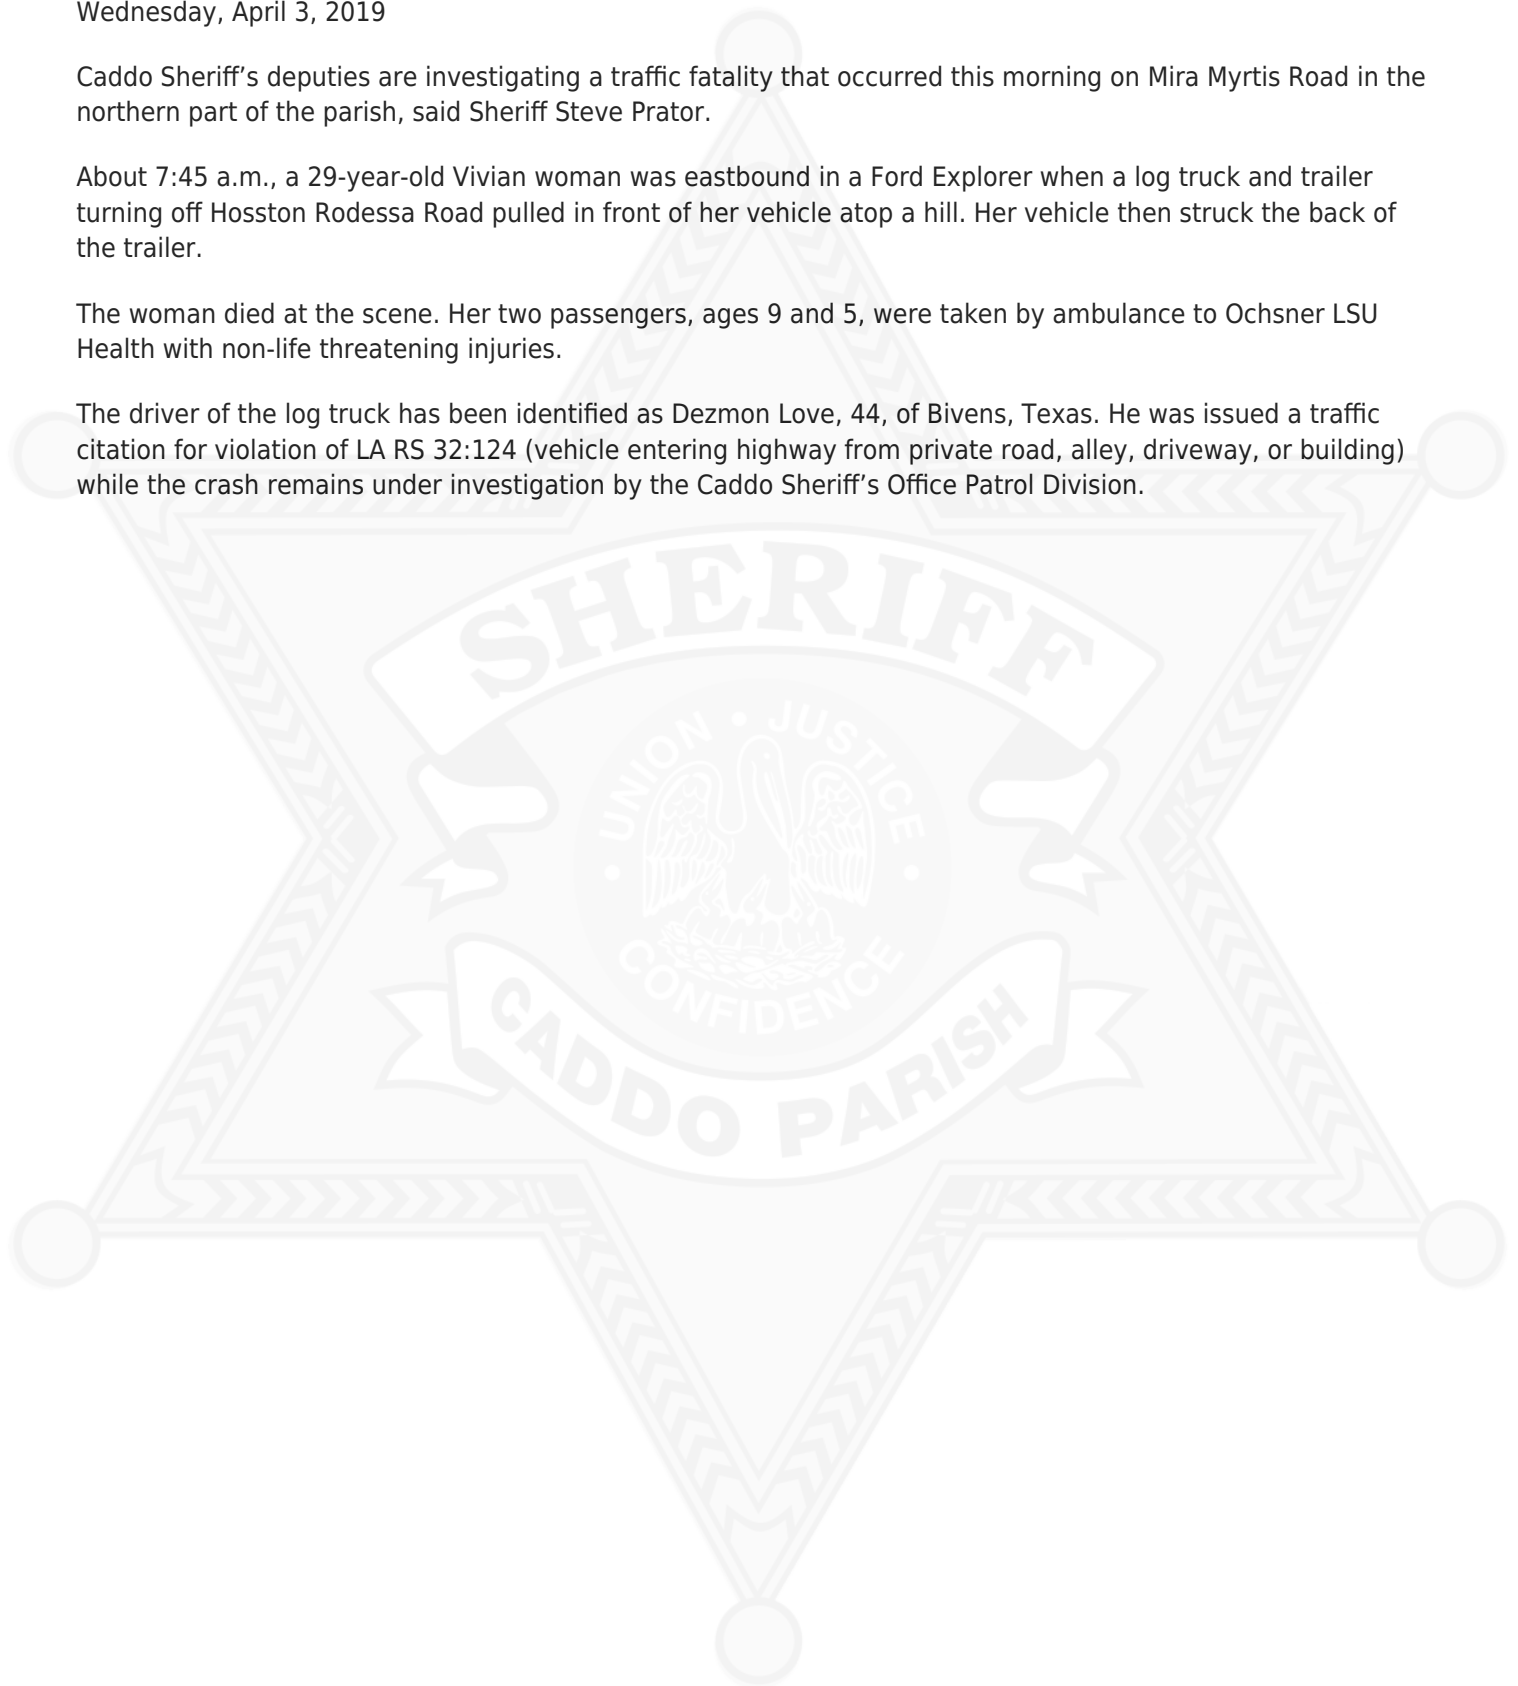 Wednesday, April 3, 2019
Caddo Sheriff’s deputies are investigating a traffic fatality that occurred this morning on Mira Myrtis Road in the
northern part of the parish, said Sheriff Steve Prator.
About 7:45 a.m., a 29-year-old Vivian woman was eastbound in a Ford Explorer when a log truck and trailer
turning off Hosston Rodessa Road pulled in front of her vehicle atop a hill. Her vehicle then struck the back of
the trailer.
The woman died at the scene. Her two passengers, ages 9 and 5, were taken by ambulance to Ochsner LSU
Health with non-life threatening injuries.
The driver of the log truck has been identified as Dezmon Love, 44, of Bivens, Texas. He was issued a traffic
citation for violation of LA RS 32:124 (vehicle entering highway from private road, alley, driveway, or building)
while the crash remains under investigation by the Caddo Sheriff’s Office Patrol Division.
SHERIFF
UNION • JUSTICE
• CONFIDENCE •
CADDO PARISH